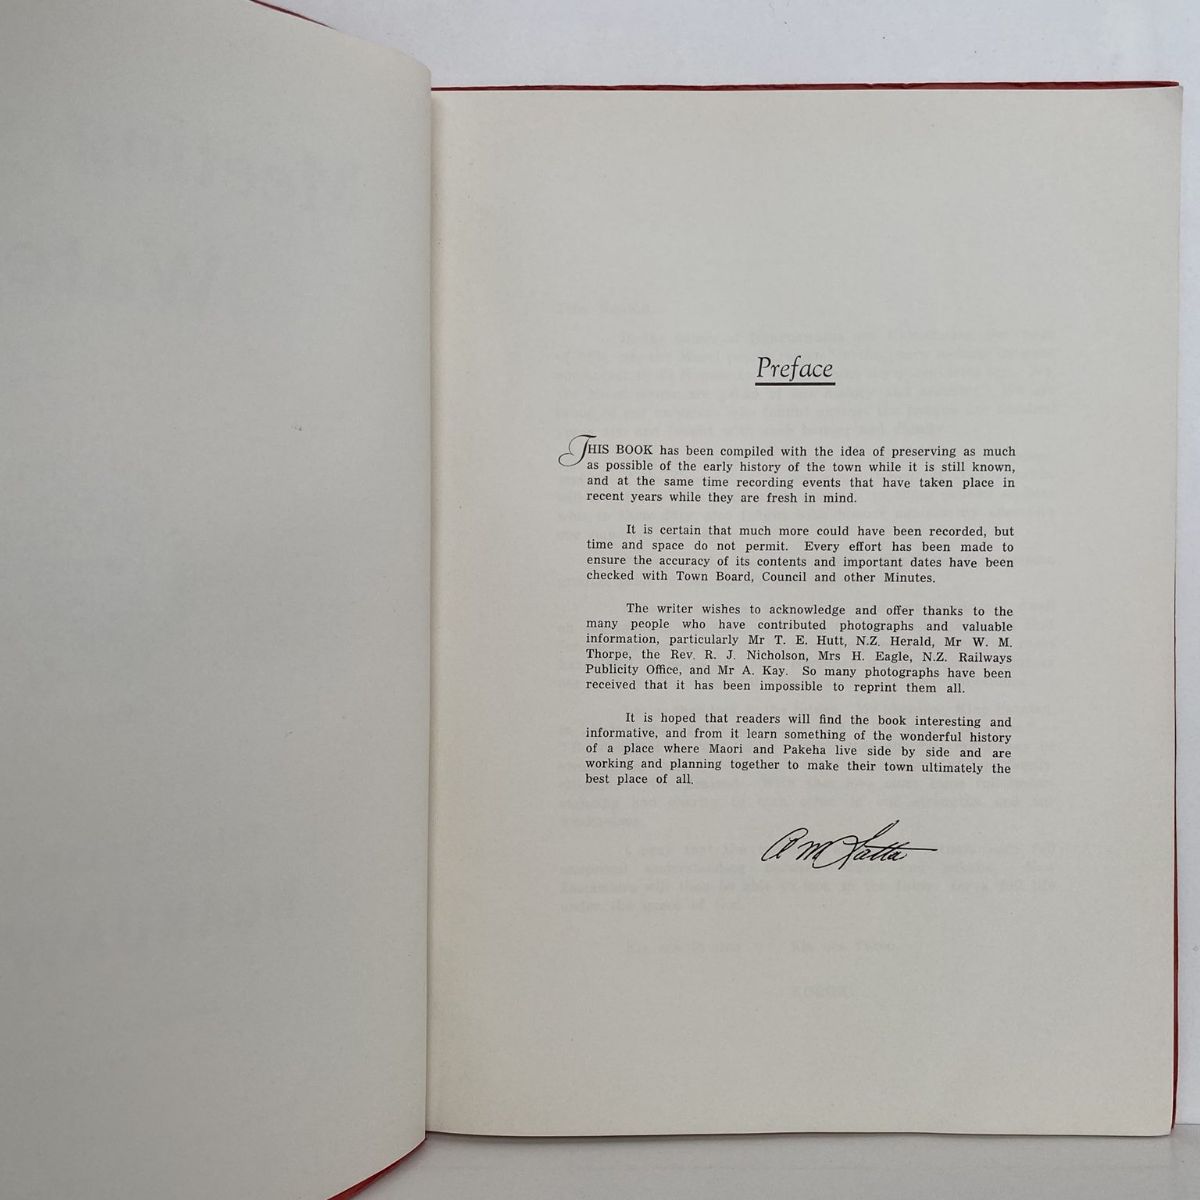 Preface
THIS BOOK has been compiled with the idea of preserving as much
as possible of the early history of the town while it is still known,
and at the same time recording events that have taken place in
recent years while they are fresh in mind.
It is certain that much more could have been recorded, but
time and space do not permit. Every effort has been made to
ensure the accuracy of its contents and important dates have been
checked with Town Board, Council and other Minutes.
The writer wishes to acknowledge and offer thanks to the
many people who have contributed photographs and valuable
information, particularly Mr T. E. Hutt, N.Z. Herald, Mr W. M.
Thorpe, the Rev. R. J. Nicholson, Mrs H. Eagle, N.Z. Railways
Publicity Office, and Mr A. Kay. So many photographs have been
received that it has been impossible to reprint them all.
It is hoped that readers will find the book interesting and
informative, and from it learn something of the wonderful history
of a place where Maori and Pakeha live side by side and are
working and planning together to make their town ultimately the
best place of all.